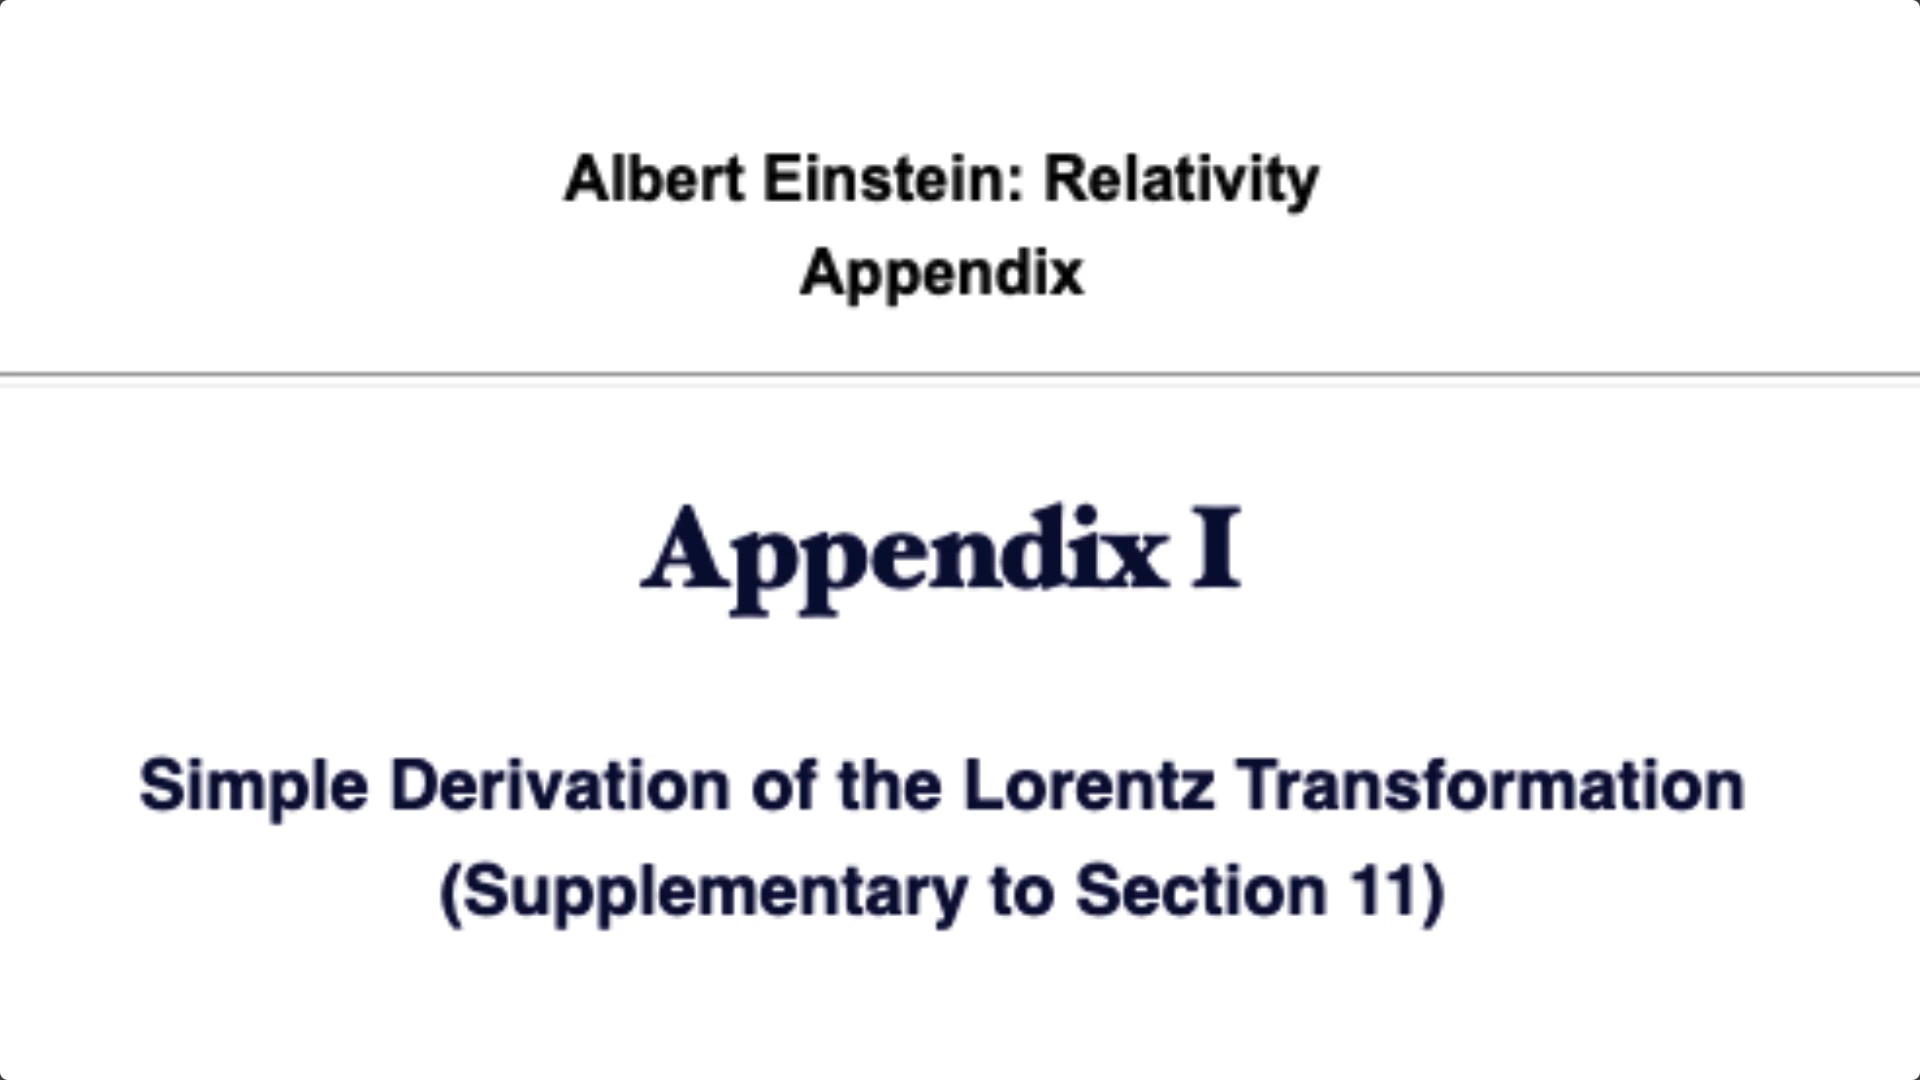 Albert Einstein: Relativity
Appendix
Appendix I
Simple Derivation of the Lorentz Transformation
(Supplementary to Section 11)